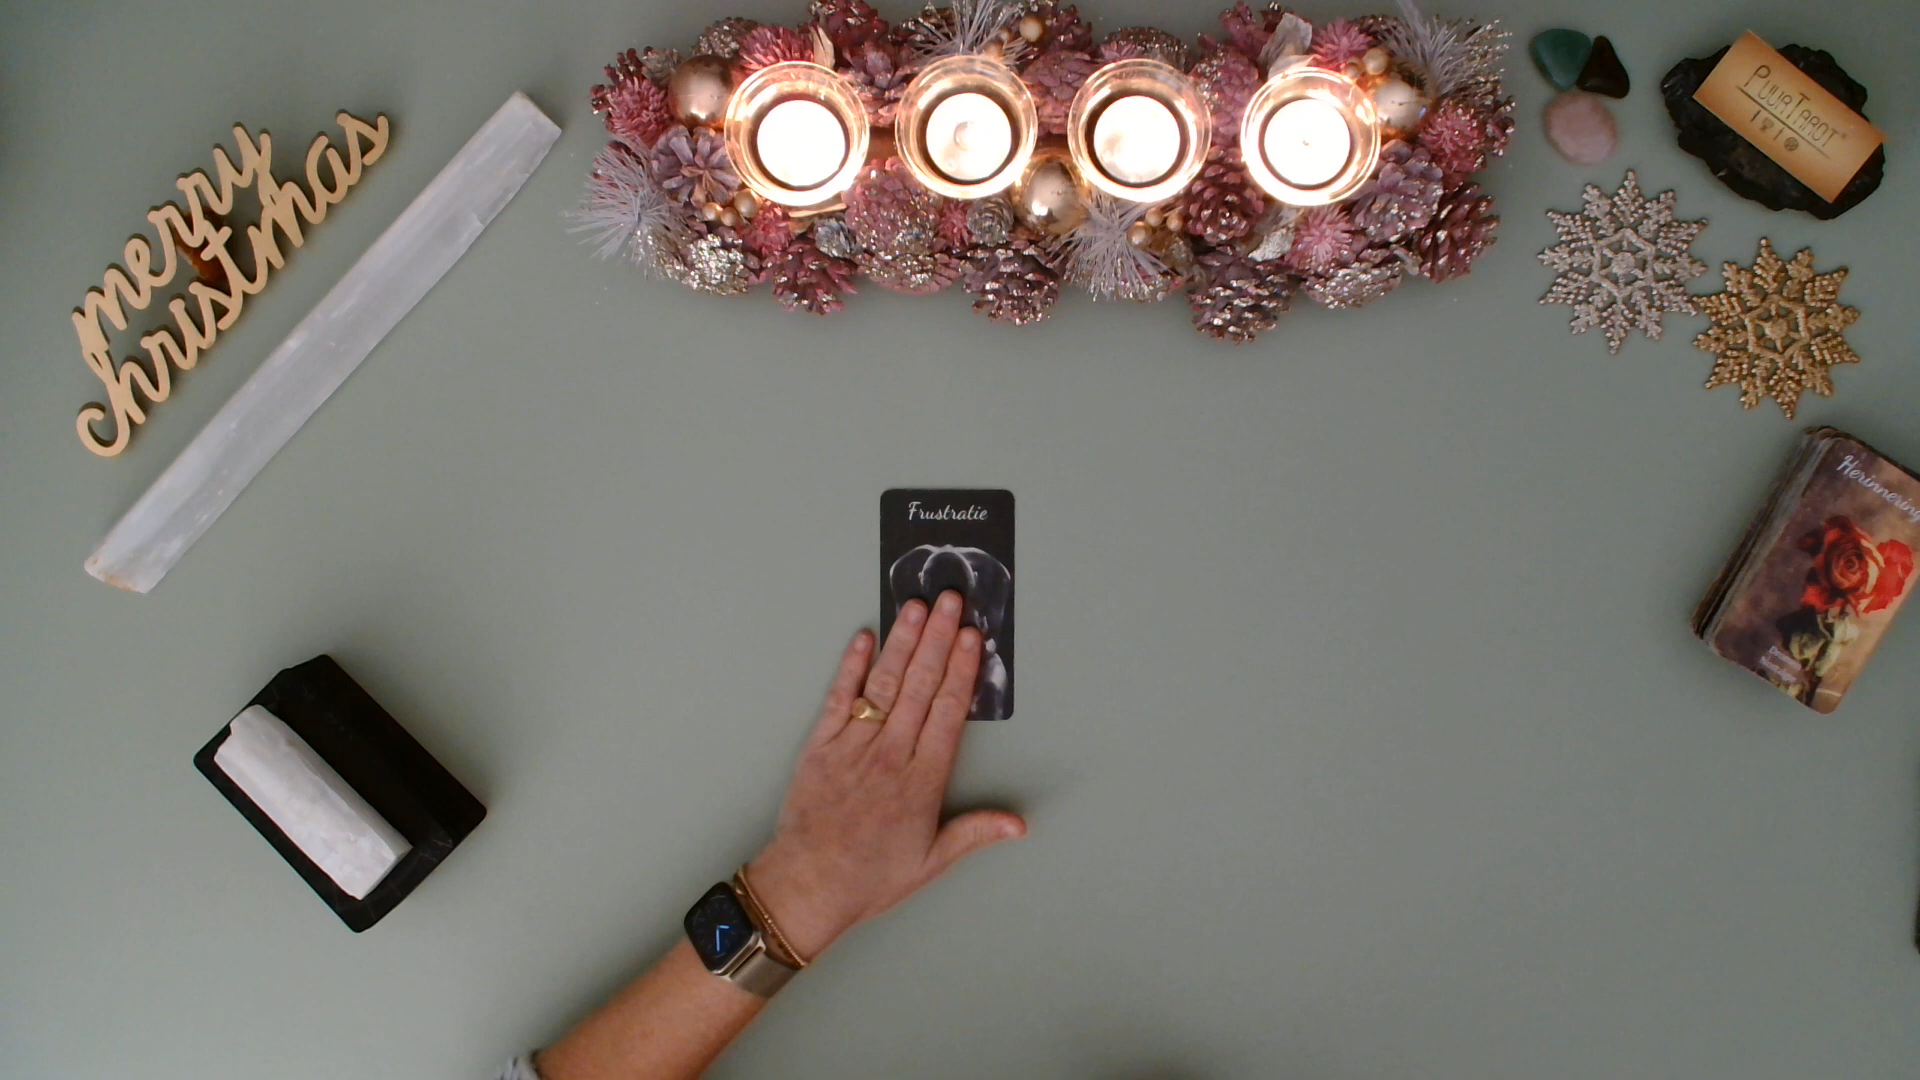 merry
christmas
PUURTAROT
Frustratie
Herinnering